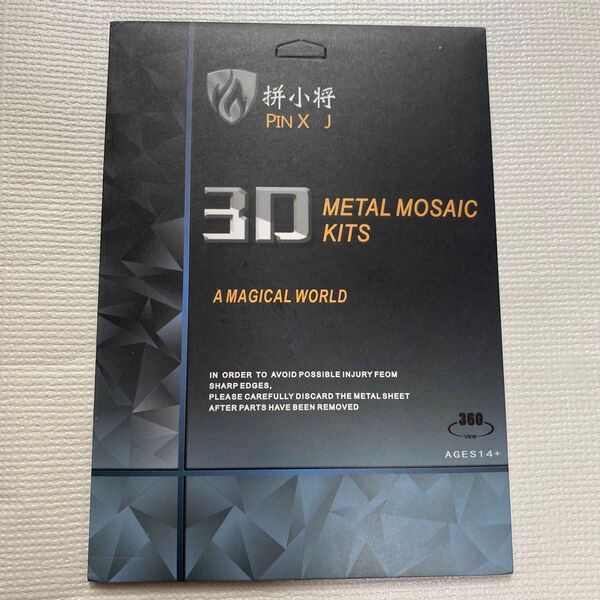 拼小将
PIN X J
3D
METAL MOSAIC
KITS
A MAGICAL WORLD
IN ORDER TO AVOID POSSIBLE INJURY FEOM
SHARP EDGES,
PLEASE CAREFULLY DISCARD THE METAL SHEET
AFTER PARTS HAVE BEEN REMOVED
360
VIEW
AGES14+